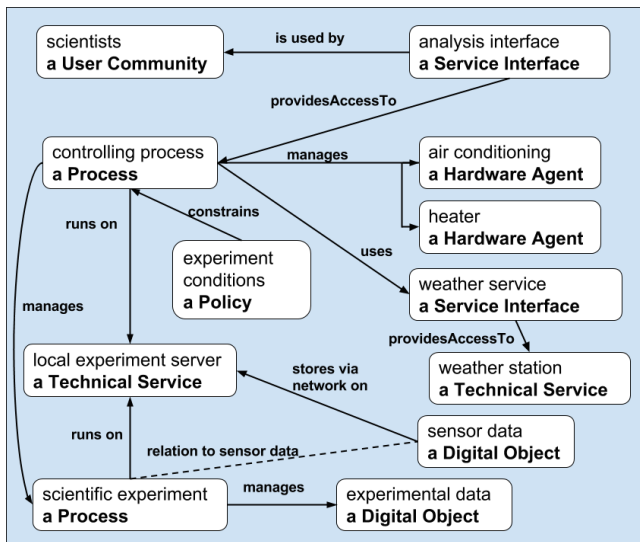 scientists
a User Community
is used by
analysis interface
a Service Interface
providesAccessTo
controlling process
a Process
manages
air conditioning
a Hardware Agent
heater
a Hardware Agent
constrains
runs on
experiment
conditions
a Policy
uses
weather service
a Service Interface
manages
providesAccessTo
local experiment server
a Technical Service
stores via
network on
weather station
a Technical Service
runs on
relation to sensor data
sensor data
a Digital Object
scientific experiment
a Process
manages
experimental data
a Digital Object